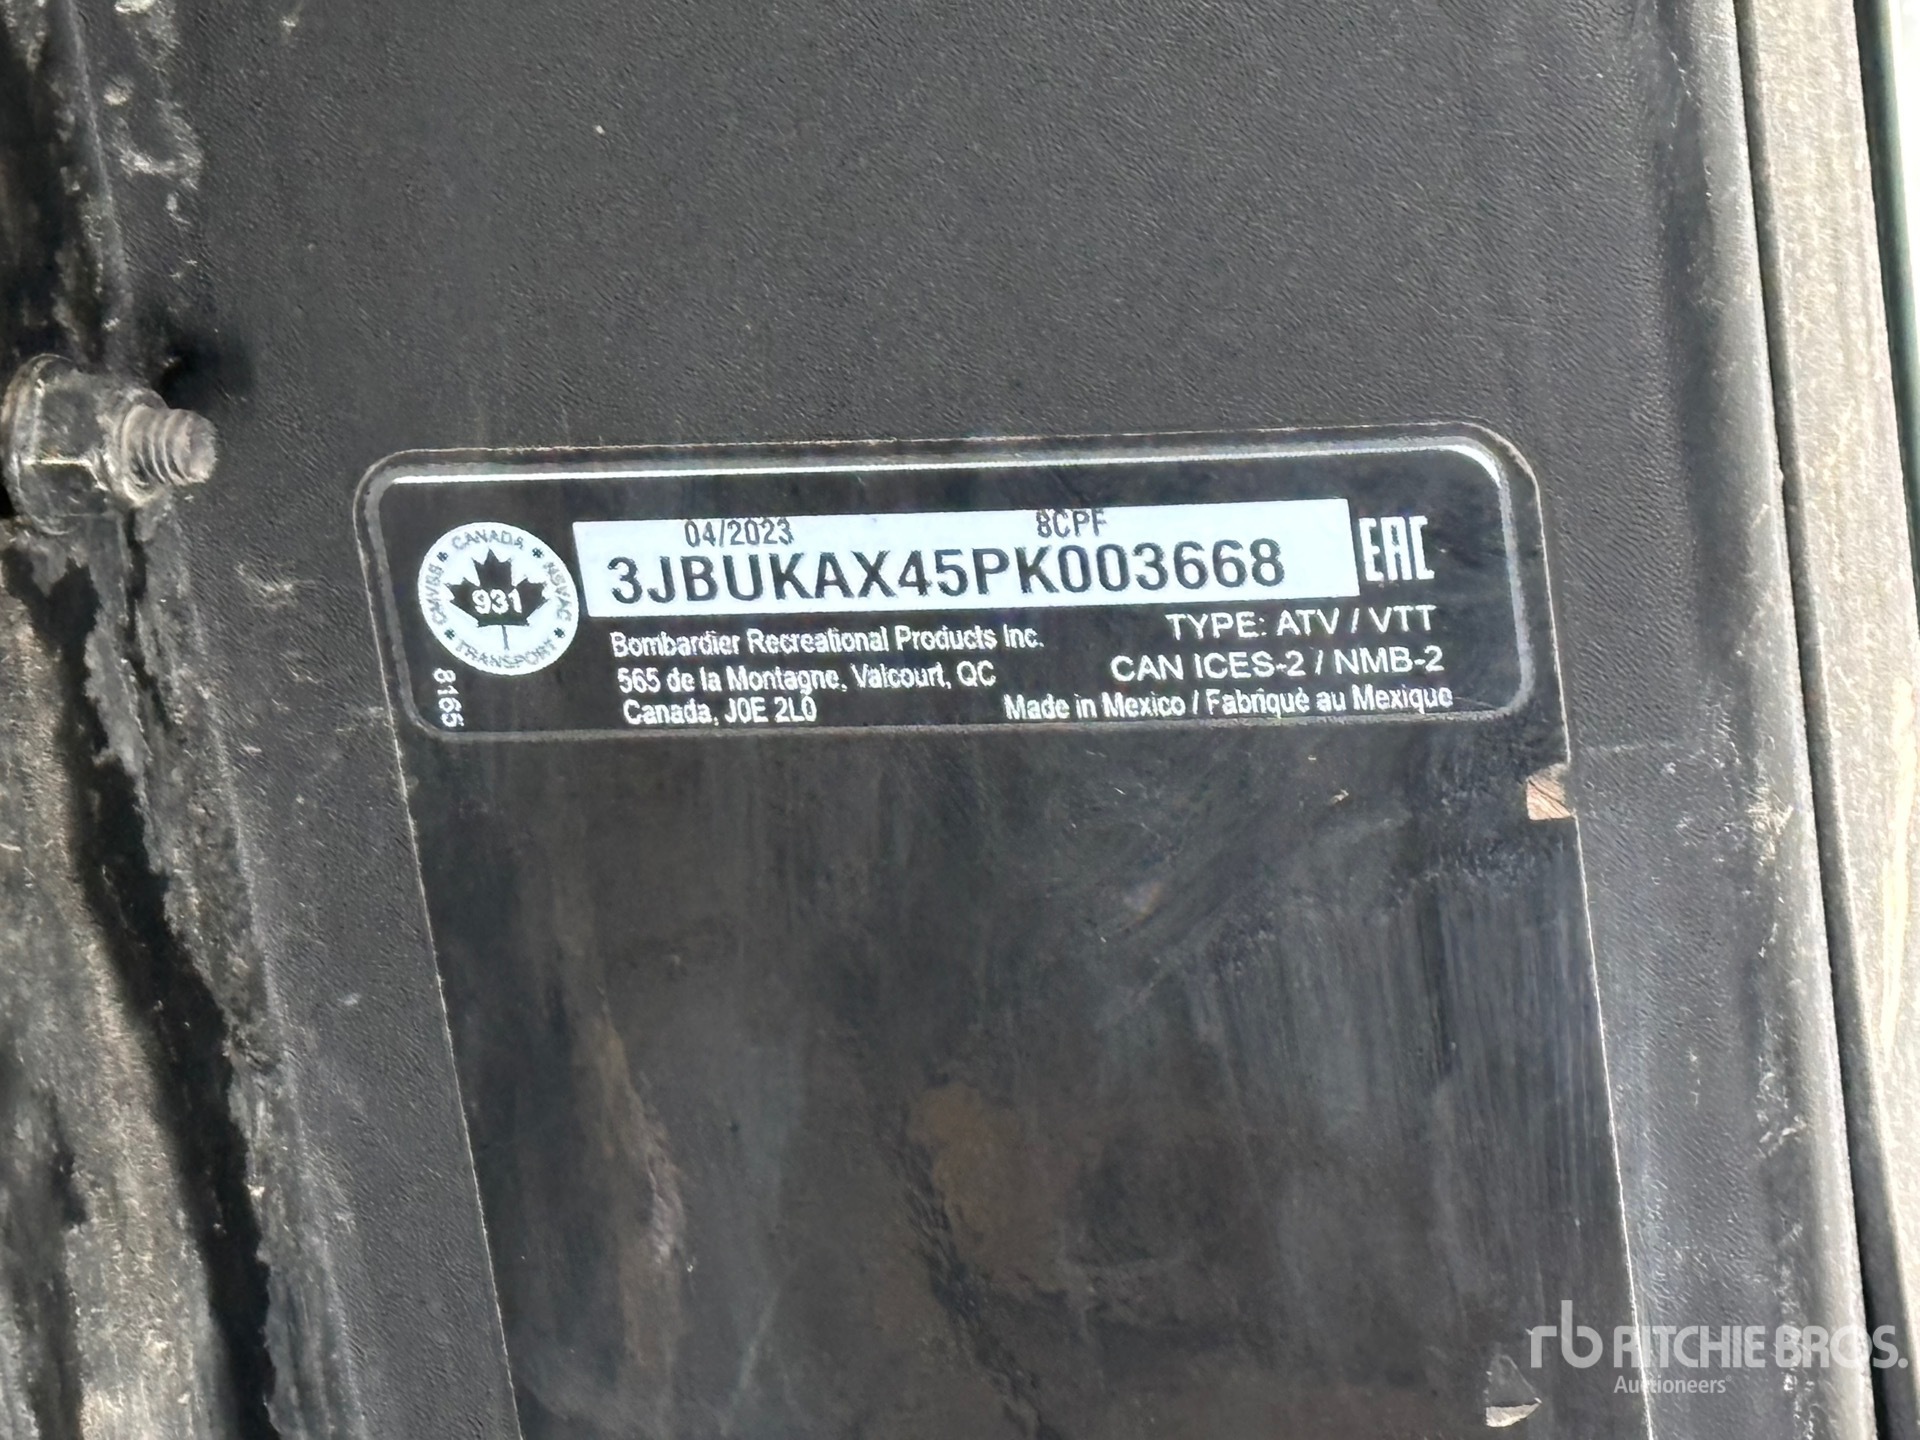 04/2023 8CPF
3JBUKAX45PK003668
EAC
CANADA
CMVSS NSVAC
931
TRANSPORT
8165
Bombardier Recreational Products Inc.
565 de la Montagne, Valcourt, QC
Canada, J0E 2L0
TYPE: ATV / VTT
CAN ICES-2 / NMB-2
Made in Mexico / Fabriqué au Mexique
rb RITCHIE BROS.
Auctioneers